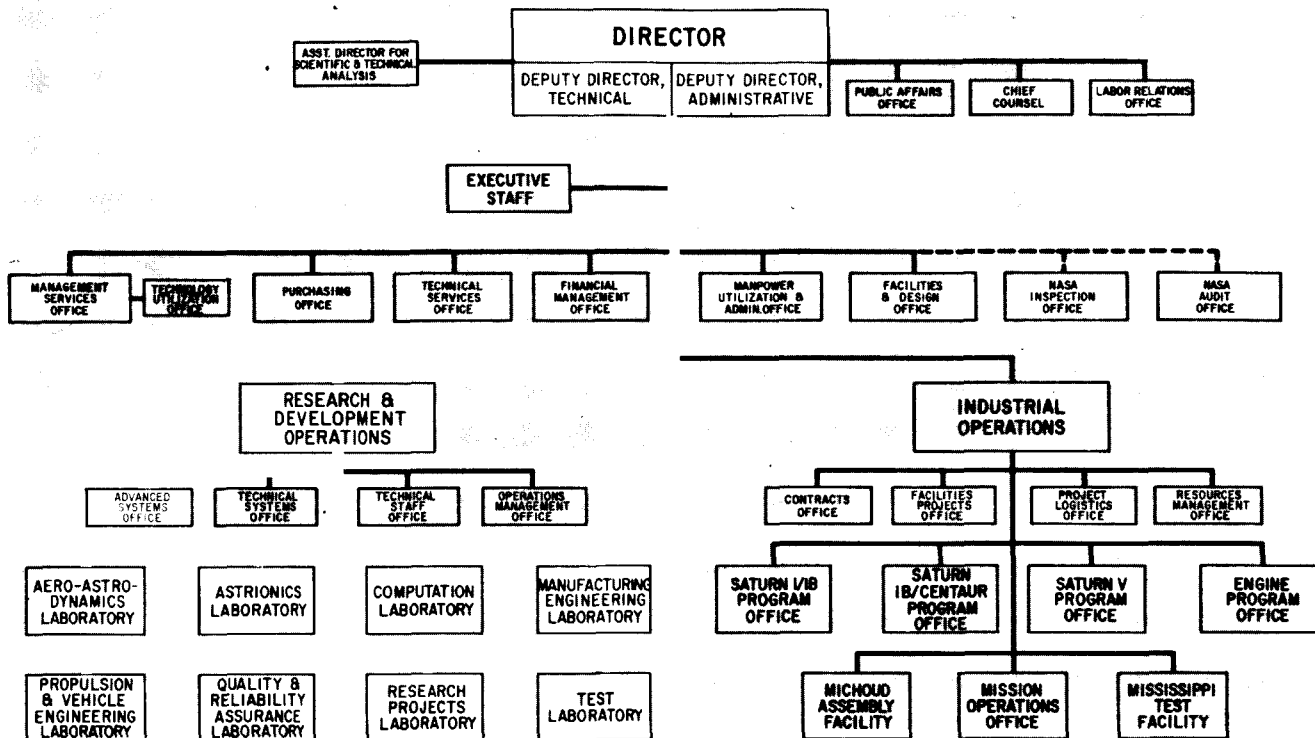 DIRECTOR
ASST. DIRECTOR FOR
SCIENTIFIC & TECHNICAL
ANALYSIS
DEPUTY DIRECTOR,
TECHNICAL
DEPUTY DIRECTOR,
ADMINISTRATIVE
PUBLIC AFFAIRS
OFFICE
CHIEF
COUNSEL
LABOR RELATIONS
OFFICE
EXECUTIVE
STAFF
MANAGEMENT
SERVICES
OFFICE
TECHNOLOGY
UTILIZATION
OFFICE
PURCHASING
OFFICE
TECHNICAL
SERVICES
OFFICE
FINANCIAL
MANAGEMENT
OFFICE
MANPOWER
UTILIZATION &
ADMIN. OFFICE
FACILITIES
& DESIGN
OFFICE
NASA
INSPECTION
OFFICE
NASA
AUDIT
OFFICE
RESEARCH &
DEVELOPMENT
OPERATIONS
INDUSTRIAL
OPERATIONS
ADVANCED
SYSTEMS
OFFICE
TECHNICAL
SYSTEMS
OFFICE
TECHNICAL
STAFF
OFFICE
OPERATIONS
MANAGEMENT
OFFICE
CONTRACTS
OFFICE
FACILITIES
PROJECTS
OFFICE
PROJECT
LOGISTICS
OFFICE
RESOURCES
MANAGEMENT
OFFICE
AERO-ASTRO-
DYNAMICS
LABORATORY
ASTRIONICS
LABORATORY
COMPUTATION
LABORATORY
MANUFACTURING
ENGINEERING
LABORATORY
SATURN I/IB
PROGRAM
OFFICE
SATURN
IB/CENTAUR
PROGRAM
OFFICE
SATURN V
PROGRAM
OFFICE
ENGINE
PROGRAM
OFFICE
PROPULSION
& VEHICLE
ENGINEERING
LABORATORY
QUALITY &
RELIABILITY
ASSURANCE
LABORATORY
RESEARCH
PROJECTS
LABORATORY
TEST
LABORATORY
MICHOUD
ASSEMBLY
FACILITY
MISSION
OPERATIONS
OFFICE
MISSISSIPPI
TEST
FACILITY